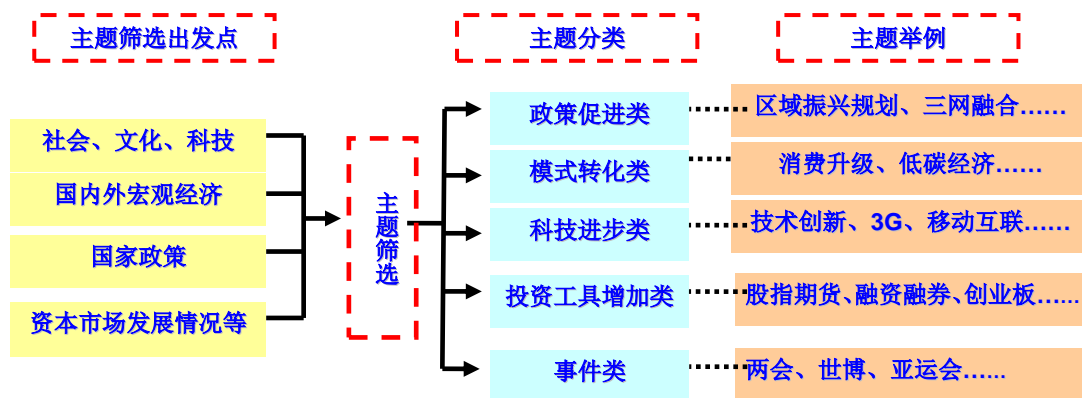 主题筛选出发点
主题分类
主题举例
社会、文化、科技
国内外宏观经济
国家政策
资本市场发展情况等
主题筛选
政策促进类
区域振兴规划、三网融合……
模式转化类
消费升级、低碳经济……
科技进步类
技术创新、3G、移动互联……
投资工具增加类
股指期货、融资融券、创业板……
事件类
两会、世博、亚运会……